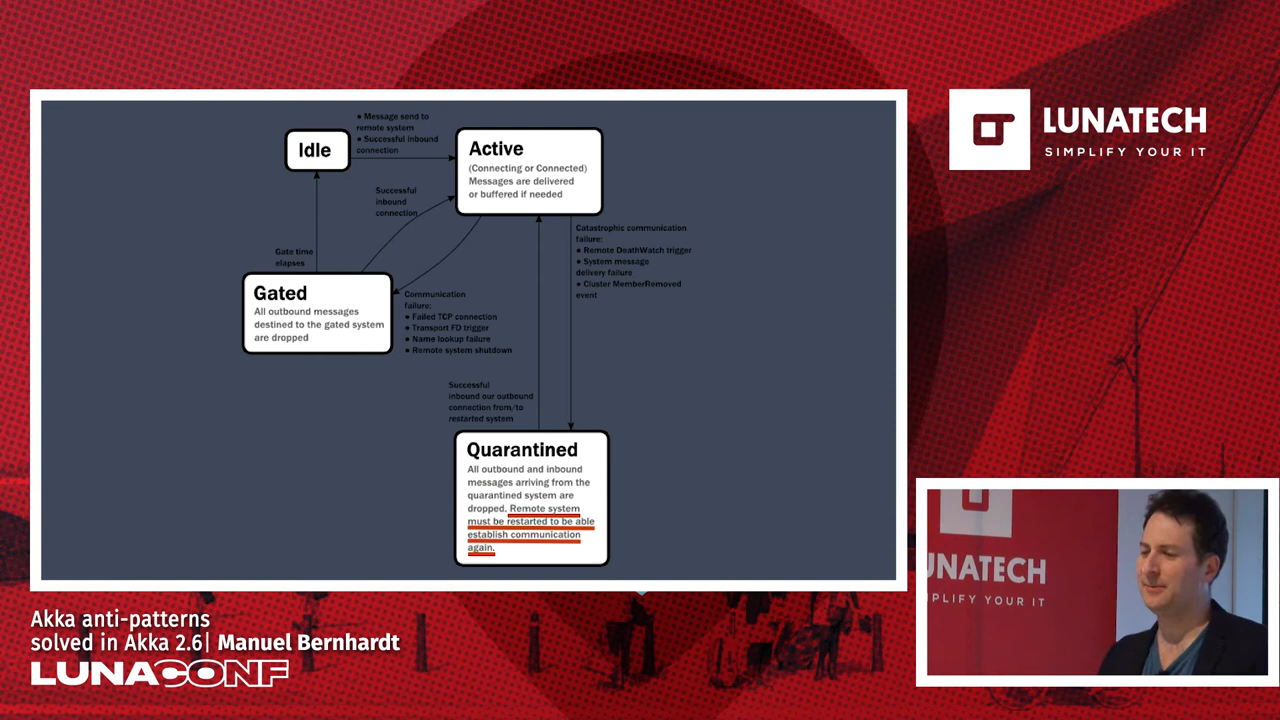 Idle
● Message send to
remote system
● Successful inbound
connection
Active
(Connecting or Connected)
Messages are delivered
or buffered if needed
Successful
inbound
connection
Gate time
elapses
Catastrophic communication
failure:
● Remote DeathWatch trigger
● System message
delivery failure
● Cluster MemberRemoved
event
Gated
All outbound messages
destined to the gated system
are dropped
Communication
failure:
● Failed TCP connection
● Transport FD trigger
● Name lookup failure
● Remote system shutdown
Successful
inbound our outbound
connection from/to
restarted system
Quarantined
All outbound and inbound
messages arriving from the
quarantined system are
dropped. Remote system
must be restarted to be able
establish communication
again.
LUNATECH
SIMPLIFY YOUR IT
UNATECH
MPLIFY YOUR IT
Akka anti-patterns
solved in Akka 2.6| Manuel Bernhardt
LUNACONF